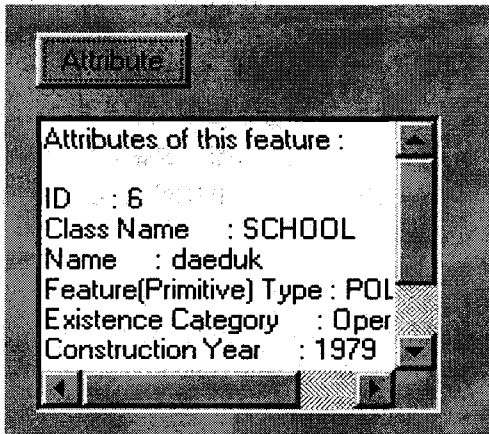 Attribute
Attributes of this feature :
ID : 6
Class Name : SCHOOL
Name : daeduk
Feature(Primitive) Type : POL
Existence Category : Oper
Construction Year : 1979